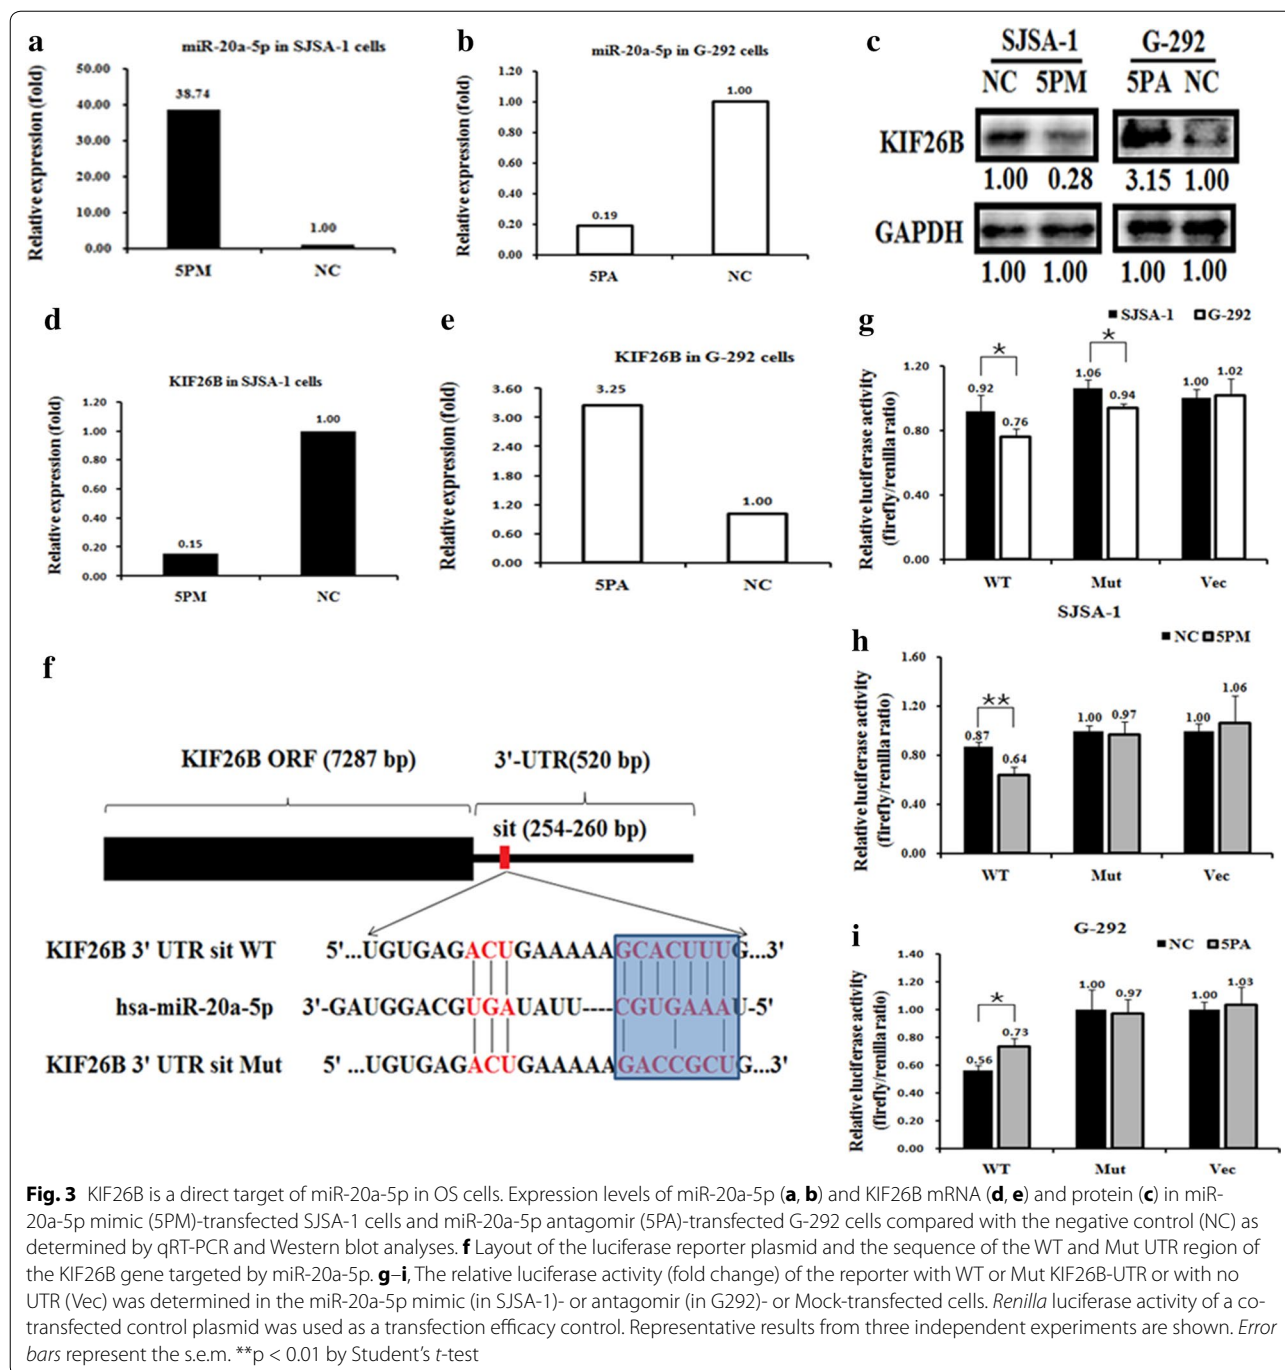 a
miR-20a-5p in SJSA-1 cells
Relative expression (fold)
50.00
40.00
30.00
20.00
10.00
0.00
38.74
1.00
5PM
NC
b
miR-20a-5p in G-292 cells
Relative expression (fold)
1.20
1.00
0.80
0.60
0.40
0.20
0.00
0.19
1.00
5PA
NC
c
SJSA-1 G-292
NC 5PM 5PA NC
KIF26B
1.00 0.28 3.15 1.00
GAPDH
1.00 1.00 1.00 1.00
d
KIF26B in SJSA-1 cells
Relative expression (fold)
1.20
1.00
0.80
0.60
0.40
0.20
0.00
0.15
1.00
5PM
NC
e
KIF26B in G-292 cells
Relative expression (fold)
3.60
3.00
2.40
1.80
1.20
0.60
0.00
3.25
1.00
5PA
NC
g
SJSA-1 G-292
Relative luciferase activity
(firefly/renilla ratio)
1.20
0.80
0.40
0.00
*
*
0.92
0.76
1.06
0.94
1.00
1.02
WT Mut Vec
f
KIF26B ORF (7287 bp)
3'-UTR(520 bp)
sit (254-260 bp)
KIF26B 3' UTR sit WT 5'...UGUGAGACUGAAAAAGCACUUUG...3'
hsa-miR-20a-5p 3'-GAUGGACGUGAUAUU----CGUGAAAU-5'
KIF26B 3' UTR sit Mut 5' ...UGUGAGACUGAAAAAGACCGCUG...3'
h
SJSA-1
NC 5PM
Relative luciferase activity
(firefly/renilla ratio)
1.60
1.20
0.80
0.40
0.00
**
0.87
0.64
1.00
0.97
1.00
1.06
WT Mut Vec
i
G-292
NC 5PA
Relative luciferase activity
(firefly/renilla ratio)
1.40
1.20
1.00
0.80
0.60
0.40
0.20
0.00
*
0.56
0.73
1.00
0.97
1.00
1.03
WT Mut Vec
Fig. 3 KIF26B is a direct target of miR-20a-5p in OS cells. Expression levels of miR-20a-5p (a, b) and KIF26B mRNA (d, e) and protein (c) in miR-
20a-5p mimic (5PM)-transfected SJSA-1 cells and miR-20a-5p antagomir (5PA)-transfected G-292 cells compared with the negative control (NC) as
determined by qRT-PCR and Western blot analyses. f Layout of the luciferase reporter plasmid and the sequence of the WT and Mut UTR region of
the KIF26B gene targeted by miR-20a-5p. g–i, The relative luciferase activity (fold change) of the reporter with WT or Mut KIF26B-UTR or with no
UTR (Vec) was determined in the miR-20a-5p mimic (in SJSA-1)- or antagomir (in G292)- or Mock-transfected cells. Renilla luciferase activity of a co-
transfected control plasmid was used as a transfection efficacy control. Representative results from three independent experiments are shown. Error
bars represent the s.e.m. **p < 0.01 by Student's t-test